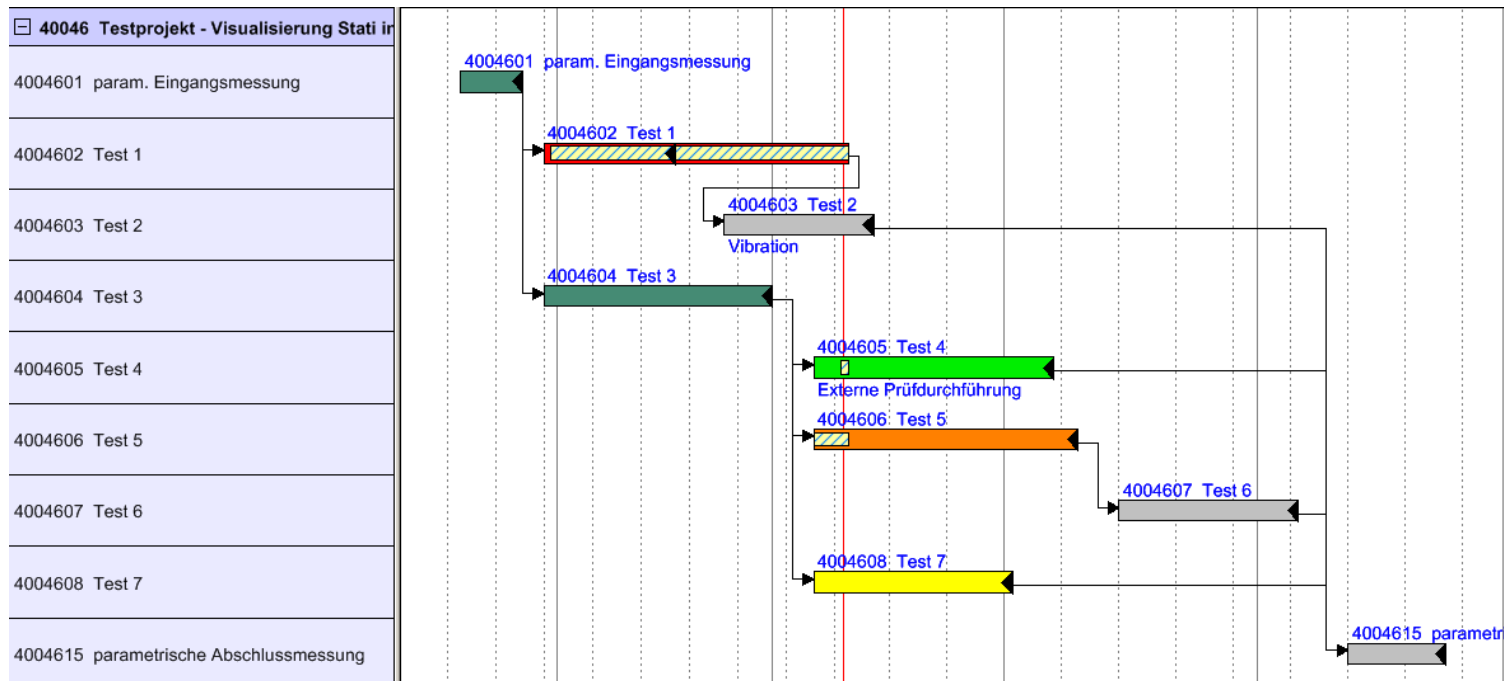 40046 Testprojekt - Visualisierung Stati in
4004601 param. Eingangsmessung
4004601 param. Eingangsmessung
4004602 Test 1
4004602 Test 1
4004603 Test 2
4004603 Test 2
Vibration
4004604 Test 3
4004604 Test 3
4004605 Test 4
4004605 Test 4
Externe Prüfdurchführung
4004606 Test 5
4004606 Test 5
4004607 Test 6
4004607 Test 6
4004608 Test 7
4004608 Test 7
4004615 parametrische Abschlussmessung
4004615 parametr